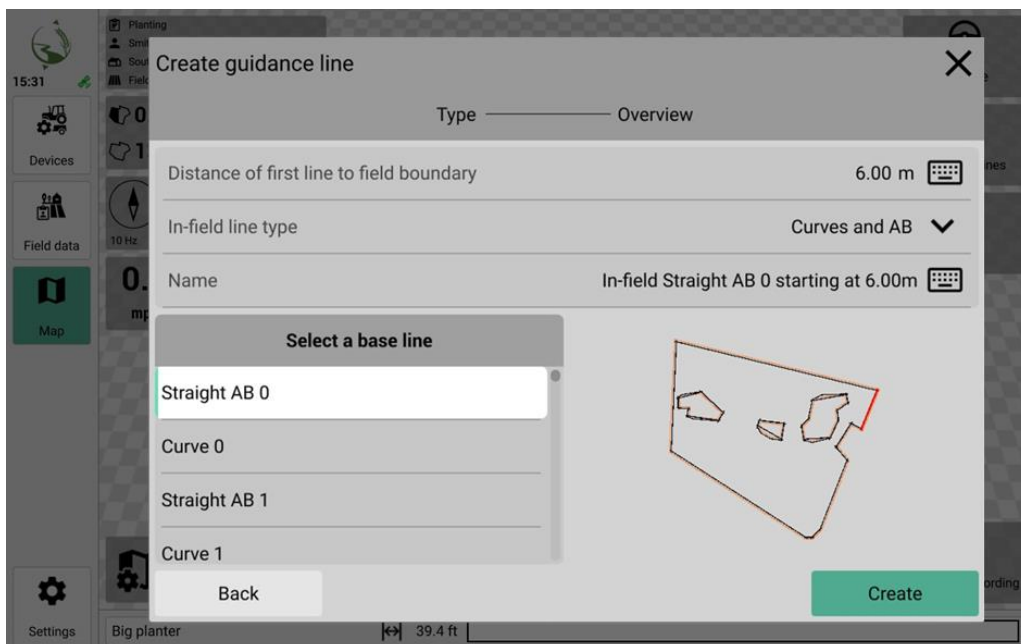 Planting
15:31
Devices
Field data
Map
Settings
10 Hz
Create guidance line
Type
Overview
Distance of first line to field boundary
6.00 m
In-field line type
Curves and AB
Name
In-field Straight AB 0 starting at 6.00m
Select a base line
Straight AB 0
Curve 0
Straight AB 1
Curve 1
Back
Create
Big planter
39.4 ft